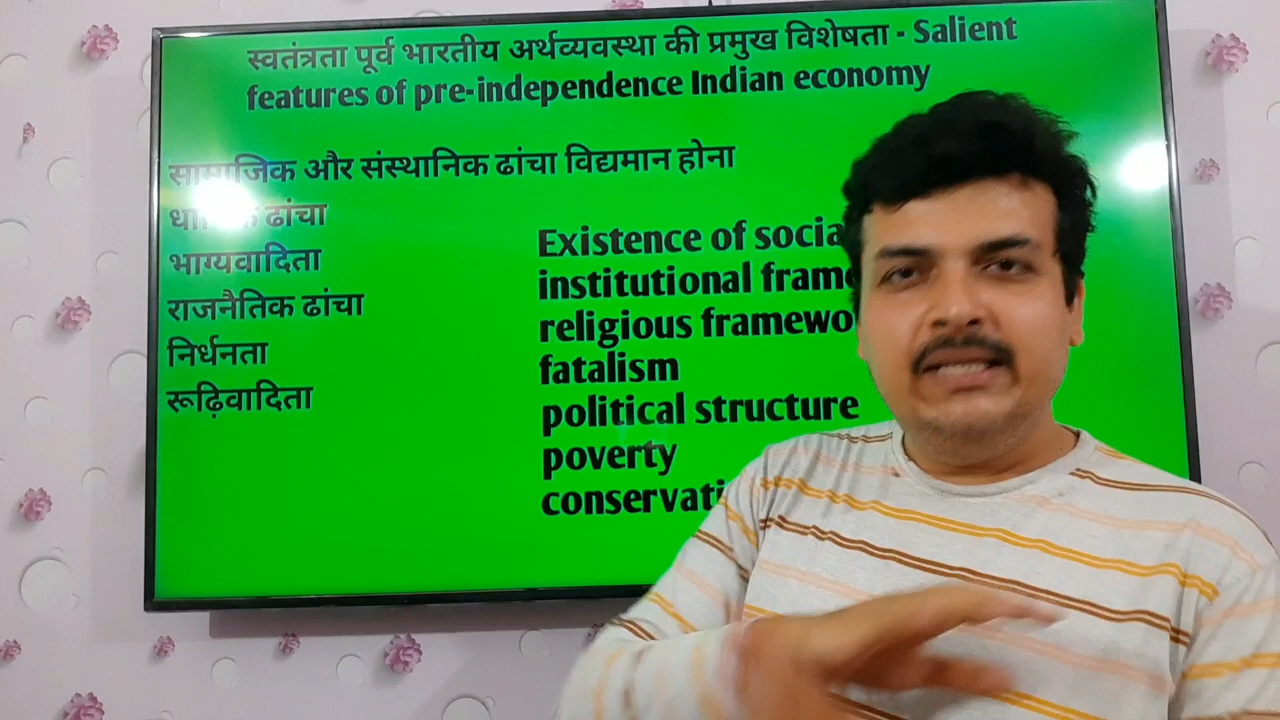 स्वतंत्रता पूर्व भारतीय अर्थव्यवस्था की प्रमुख विशेषता - Salient
features of pre-independence Indian economy
सामाजिक और संस्थानिक ढांचा विद्यमान होना
ढांचा
भाग्यवादिता
राजनैतिक ढांचा
निर्धनता
रूढ़िवादिता
Existence of socia
institutional frame
religious framewo
fatalism
political structure
poverty
conservati